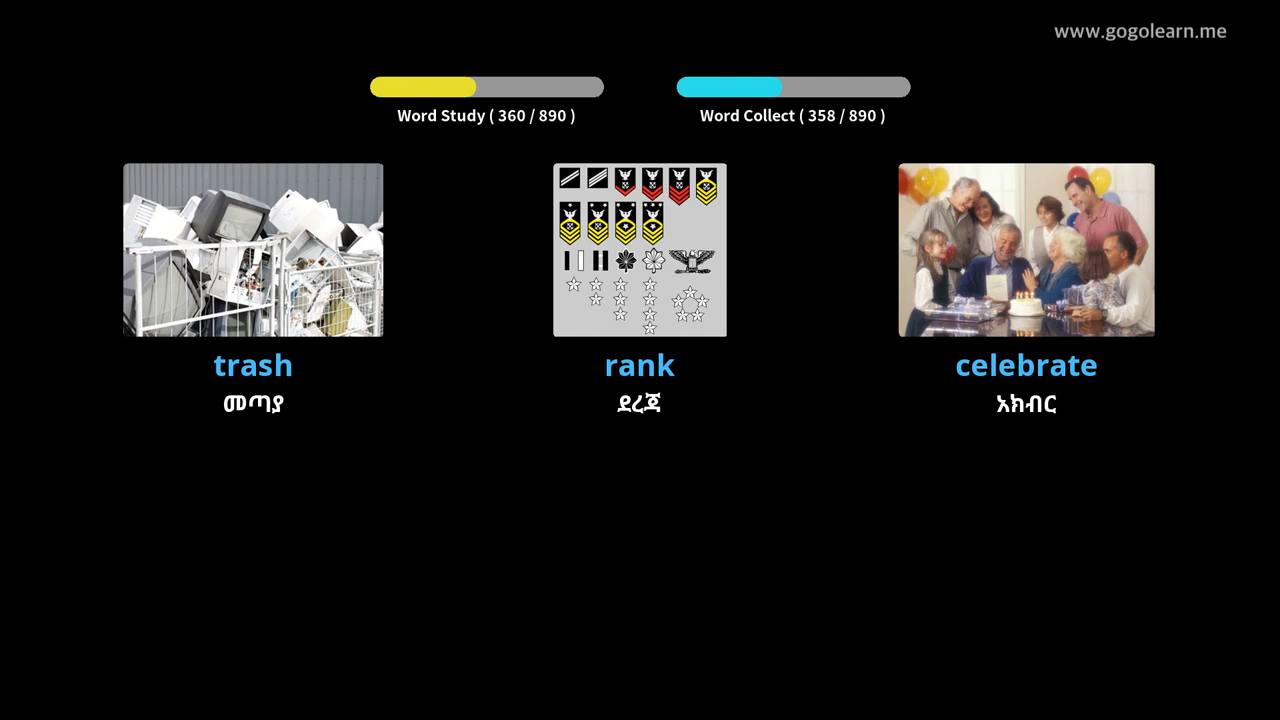 www.gogolearn.me
Word Study ( 360 / 890 )
Word Collect ( 358 / 890 )
trash
መጣያ
rank
ደረጃ
celebrate
አክብር